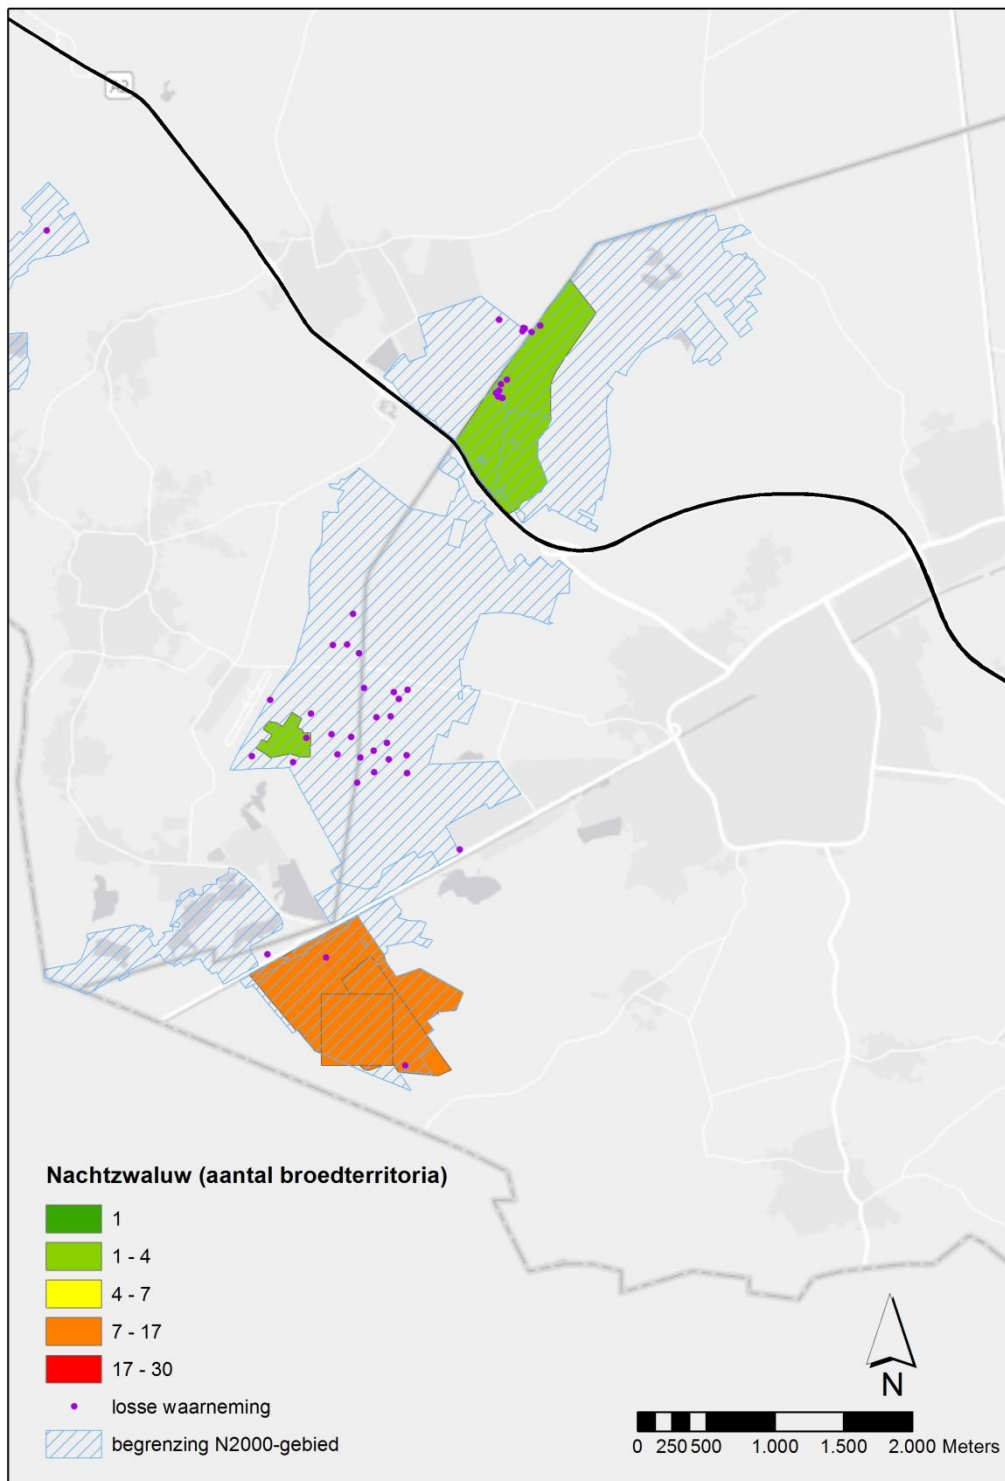 A2
Nachtzwaluw (aantal broedterritoria)
1
1 - 4
4 - 7
7 - 17
17 - 30
losse waarneming
begrenzing N2000-gebied
N
0 250 500 1.000 1.500 2.000 Meters